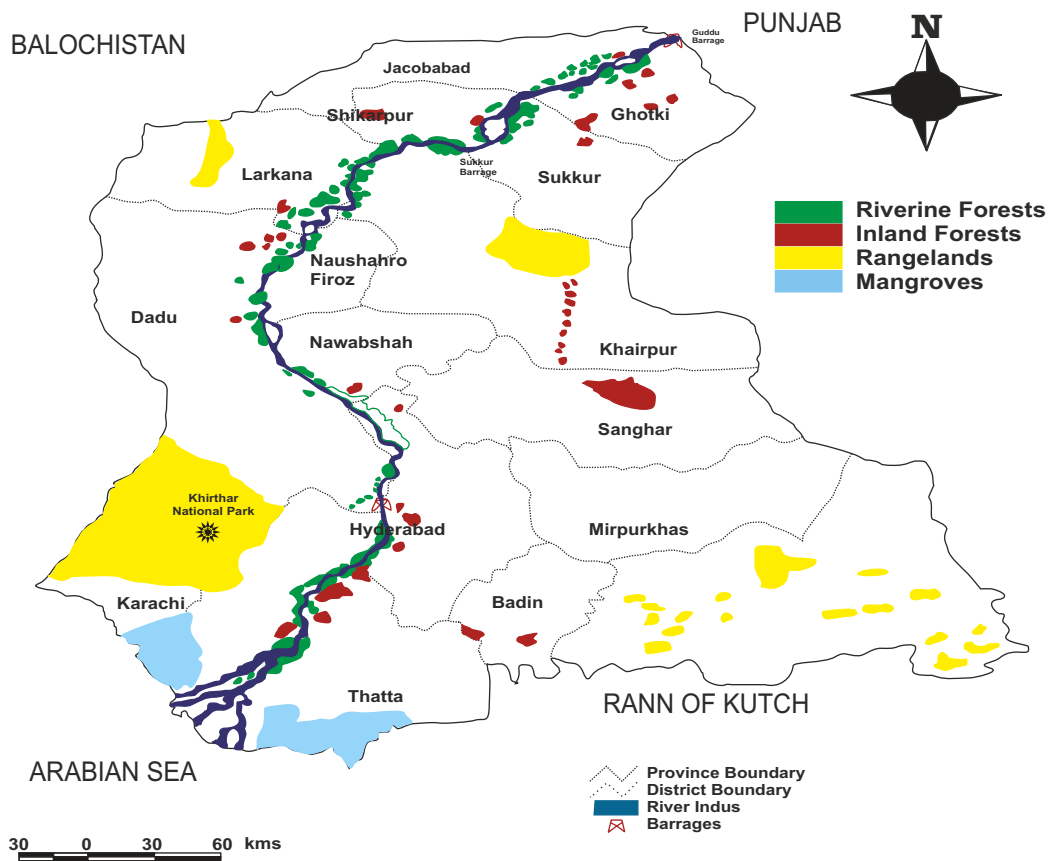 PUNJAB
N
BALOCHISTAN
Guddu
Barrage
Jacobabad
Shikarpur
Ghotki
Sukkur
Barrage
Larkana
Sukkur
Riverine Forests
Inland Forests
Rangelands
Mangroves
Naushahro
Firoz
Dadu
Nawabshah
Khairpur
Sanghar
Khirthar
National Park
Hyderabad
Mirpurkhas
Karachi
Badin
Thatta
RANN OF KUTCH
ARABIAN SEA
Province Boundary
District Boundary
River Indus
Barrages
30 0 30 60 kms